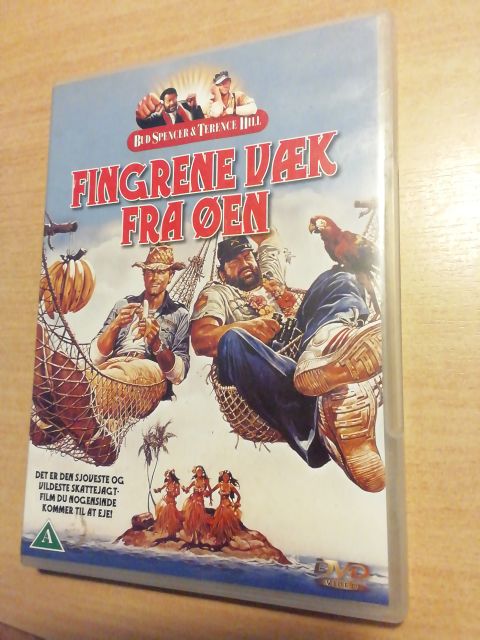 BUD SPENCER & TERENCE HILL
FINGRENE VÆK
FRA ØEN
DET ER DEN SJOVESTE OG
VILDESTE SKATTEJAGT-
FILM DU NOGENSINDE
KOMMER TIL AT EJE!
A
DVD
VIDEO